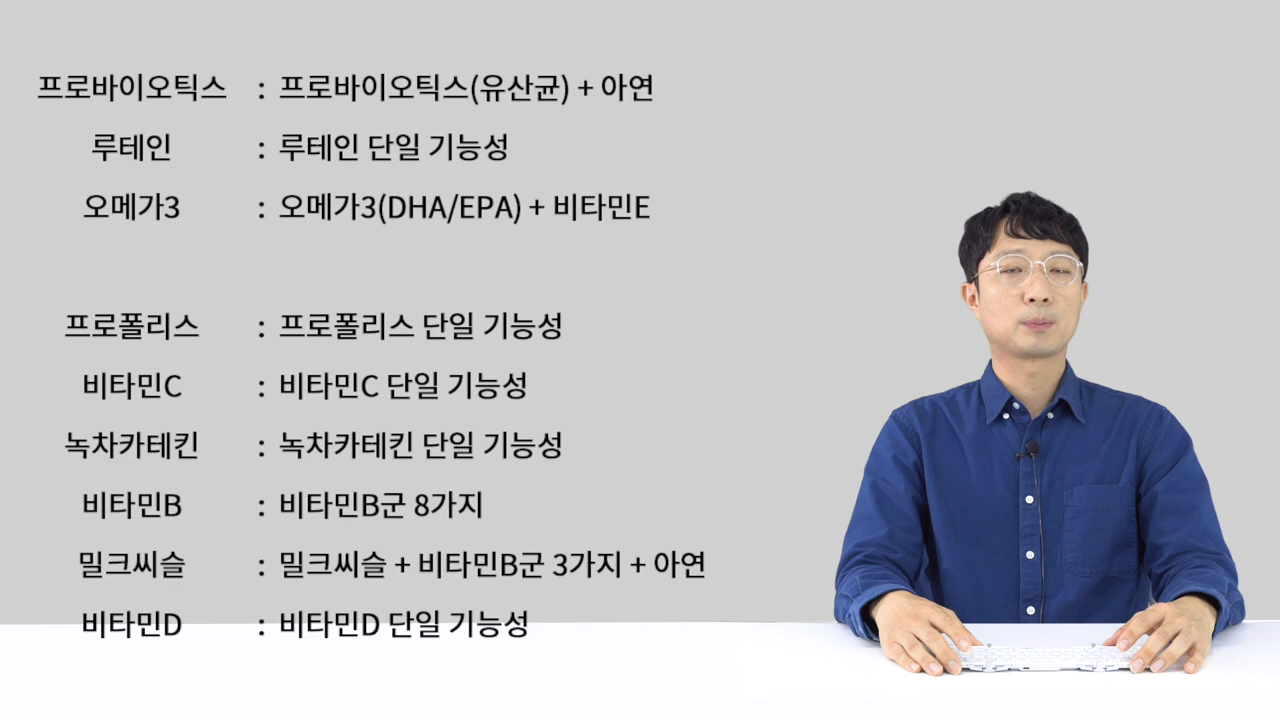 프로바이오틱스 : 프로바이오틱스(유산균) + 아연
루테인 : 루테인 단일 기능성
오메가3 : 오메가3(DHA/EPA) + 비타민E
프로폴리스 : 프로폴리스 단일 기능성
비타민C : 비타민C 단일 기능성
녹차카테킨 : 녹차카테킨 단일 기능성
비타민B : 비타민B군 8가지
밀크씨슬 : 밀크씨슬 + 비타민B군 3가지 + 아연
비타민D : 비타민D 단일 기능성